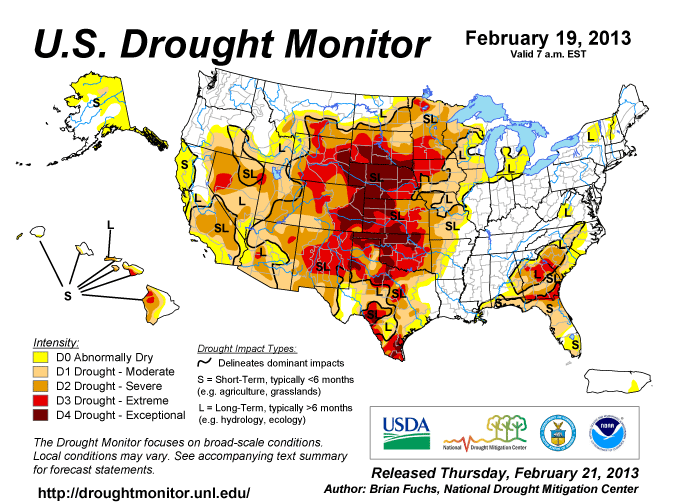 U.S. Drought Monitor
February 19, 2013
Valid 7 a.m. EST
S
L
SL
L
L
S
SL
L
L
L
SL
L
L
SL
SL
L
SL
L
SL
L
L
S
SL
L
SL
SL
L
S
S
S
Intensity:
D0 Abnormally Dry
D1 Drought - Moderate
D2 Drought - Severe
D3 Drought - Extreme
D4 Drought - Exceptional
Drought Impact Types:
Delineates dominant impacts
S = Short-Term, typically <6 months
(e.g. agriculture, grasslands)
L = Long-Term, typically >6 months
(e.g. hydrology, ecology)
The Drought Monitor focuses on broad-scale conditions.
Local conditions may vary. See accompanying text summary
for forecast statements.
http://droughtmonitor.unl.edu/
USDA
National Drought Mitigation Center
NOAA
Released Thursday, February 21, 2013
Author: Brian Fuchs, National Drought Mitigation Center